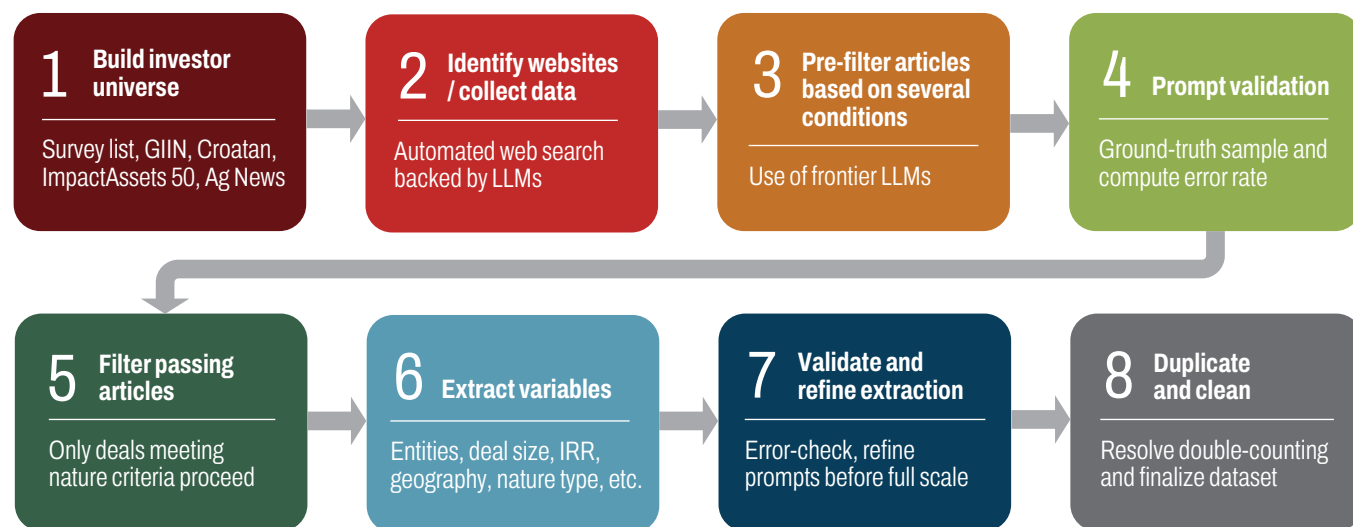 1 Build investor
universe
Survey list, GIIN, Croatan,
ImpactAssets 50, Ag News
2 Identify websites
/ collect data
Automated web search
backed by LLMs
3 Pre-filter articles
based on several
conditions
Use of frontier LLMs
4 Prompt validation
Ground-truth sample and
compute error rate
5 Filter passing
articles
Only deals meeting
nature criteria proceed
6 Extract variables
Entities, deal size, IRR,
geography, nature type, etc.
7 Validate and
refine extraction
Error-check, refine
prompts before full scale
8 Duplicate
and clean
Resolve double-counting
and finalize dataset